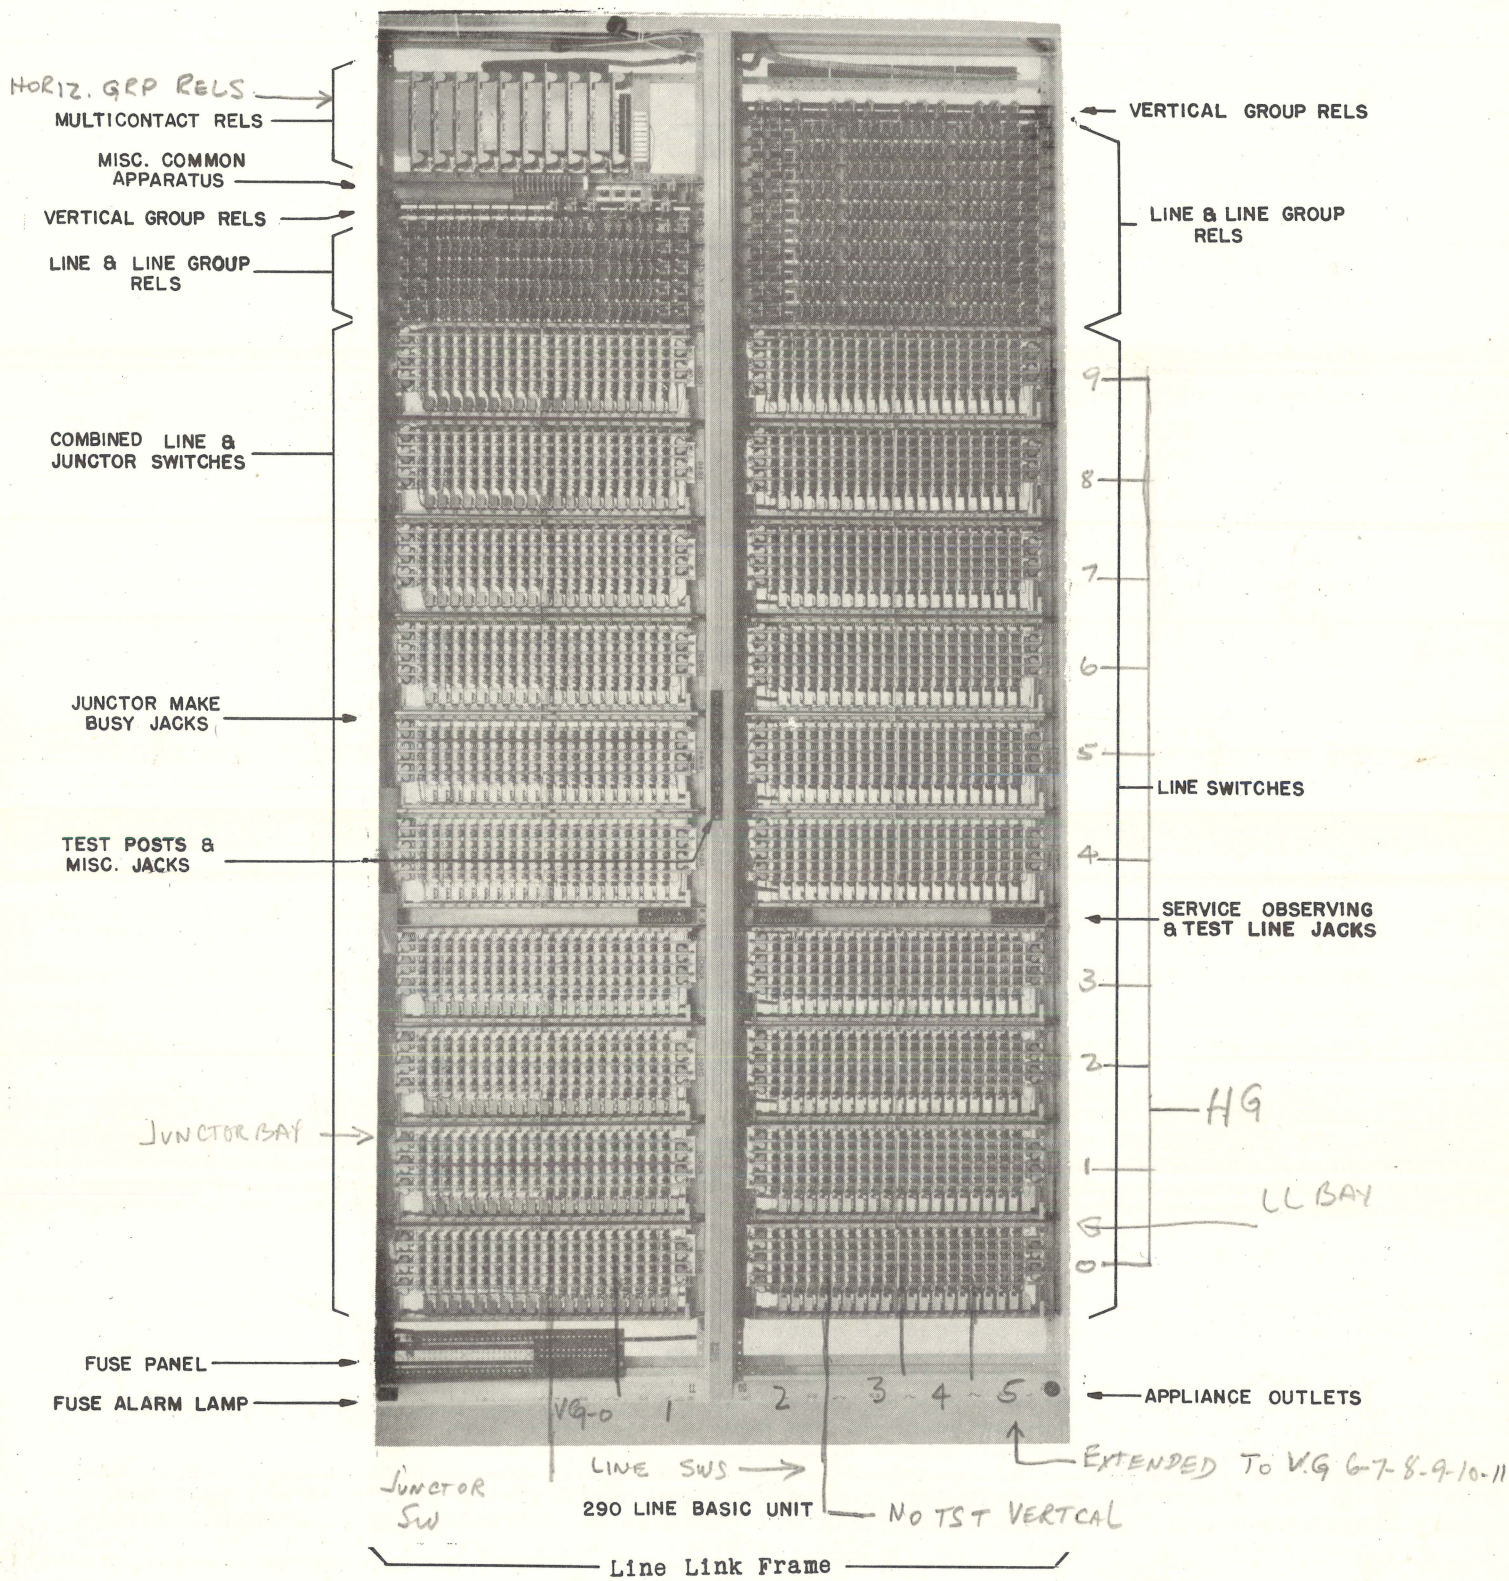 HORIZ. GRP RELS
MULTICONTACT RELS
MISC. COMMON
APPARATUS
VERTICAL GROUP RELS
LINE & LINE GROUP
RELS
COMBINED LINE &
JUNCTOR SWITCHES
JUNCTOR MAKE
BUSY JACKS
TEST POSTS &
MISC. JACKS
JUNCTOR BAY
FUSE PANEL
FUSE ALARM LAMP
VERTICAL GROUP RELS
LINE & LINE GROUP
RELS
9
8
7
6
5
LINE SWITCHES
4
SERVICE OBSERVING
& TEST LINE JACKS
3
2
HG
1
LL BAY
0
APPLIANCE OUTLETS
VG-0 1 2 3 4 5
EXTENDED TO V.G 6-7-8-9-10-11
LINE SWS
JUNCTOR
SW
290 LINE BASIC UNIT
NO TST VERTCAL
Line Link Frame